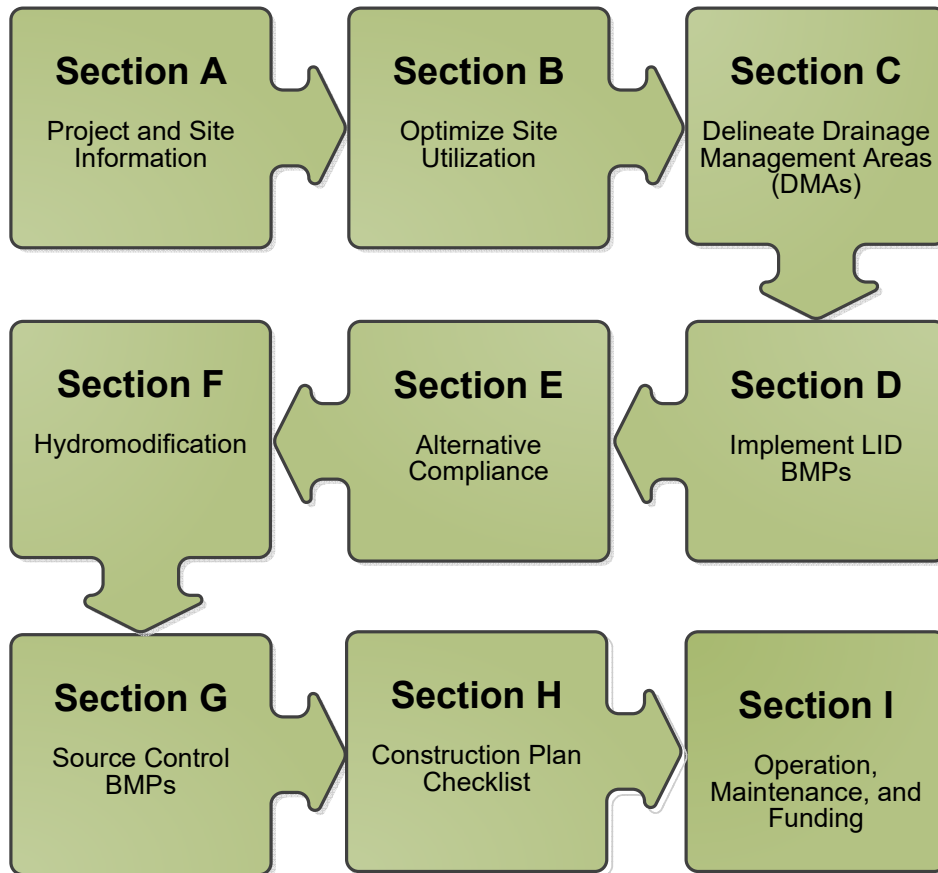 Section A
Project and Site
Information
Section B
Optimize Site
Utilization
Section C
Delineate Drainage
Management Areas
(DMAs)
Section D
Implement LID
BMPs
Section E
Alternative
Compliance
Section F
Hydromodification
Section G
Source Control
BMPs
Section H
Construction Plan
Checklist
Section I
Operation,
Maintenance, and
Funding